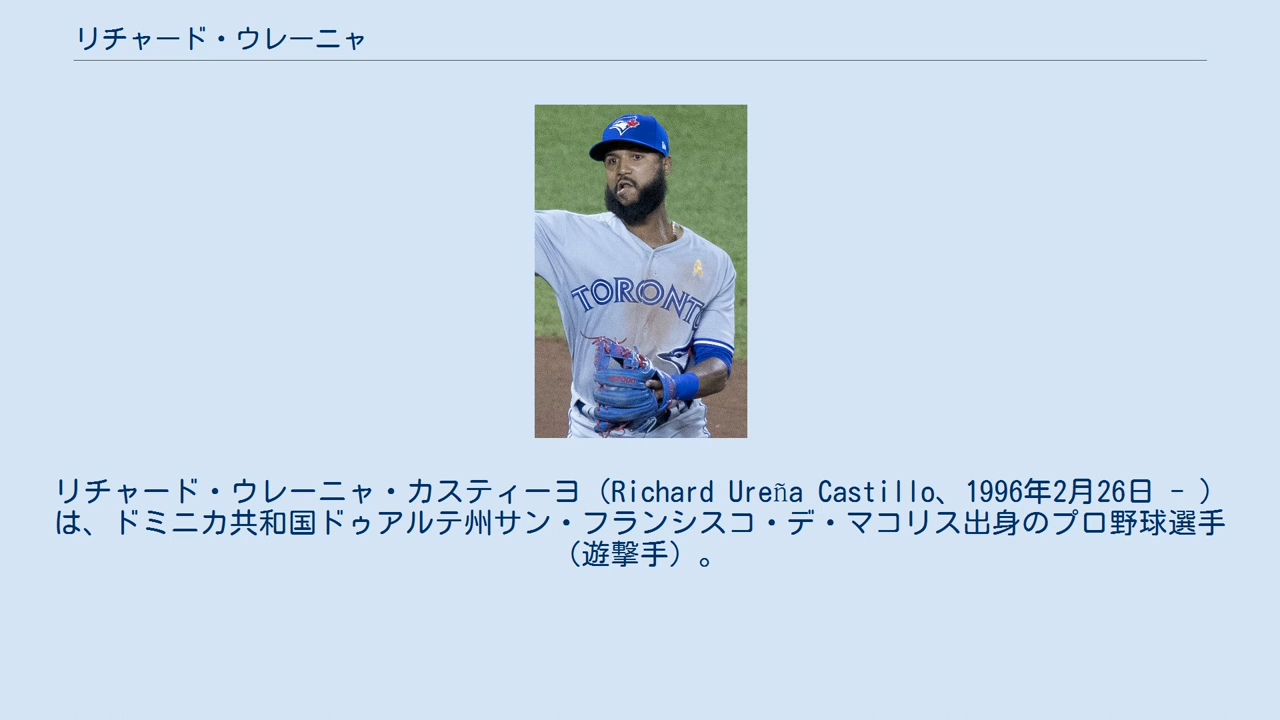 リチャード・ウレーニャ
TORONTO
リチャード・ウレーニャ・カスティーヨ（Richard Ureña Castillo、1996年2月26日 - ）
は、ドミニカ共和国ドゥアルテ州サン・フランシスコ・デ・マコリス出身のプロ野球選手
（遊撃手）。